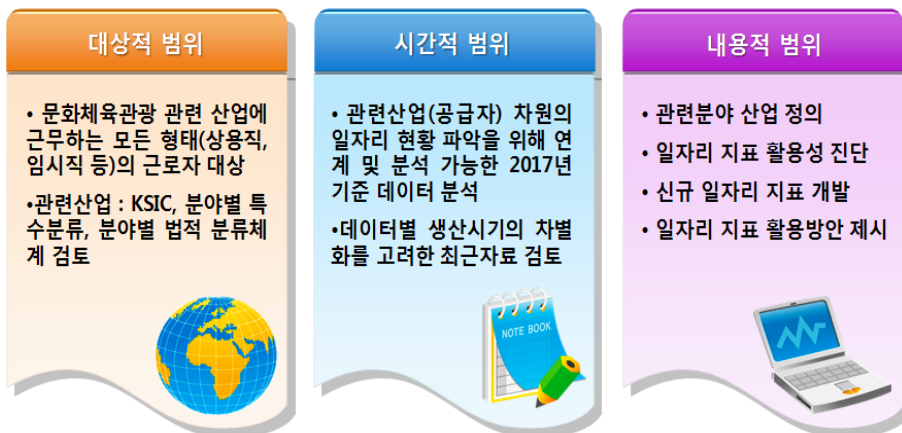 대상적 범위
• 문화체육관광 관련 산업에
근무하는 모든 형태(상용직,
임시직 등)의 근로자 대상
•관련산업 : KSIC, 분야별 특
수분류, 분야별 법적 분류체
계 검토
시간적 범위
• 관련산업(공급자) 차원의
일자리 현황 파악을 위해 연
계 및 분석 가능한 2017년
기준 데이터 분석
•데이터별 생산시기의 차별
화를 고려한 최근자료 검토
NOTE BOOK
내용적 범위
• 관련분야 산업 정의
• 일자리 지표 활용성 진단
• 신규 일자리 지표 개발
• 일자리 지표 활용방안 제시